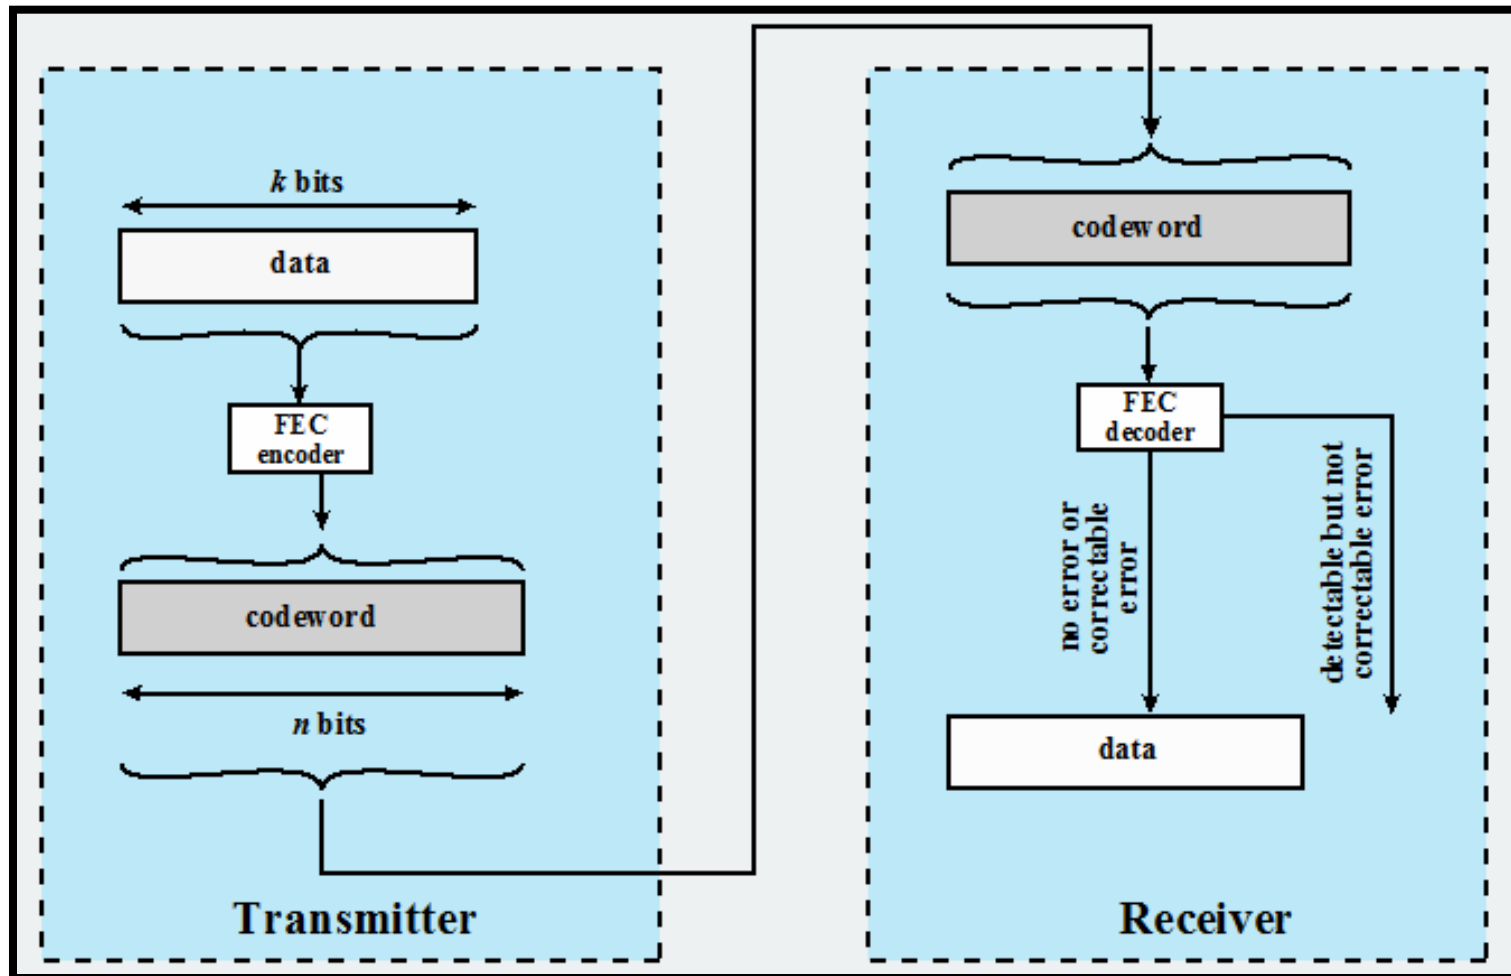 k bits
data
FEC
encoder
codeword
n bits
Transmitter
codeword
FEC
decoder
no error or
correctable
error
detectable but not
correctable error
data
Receiver